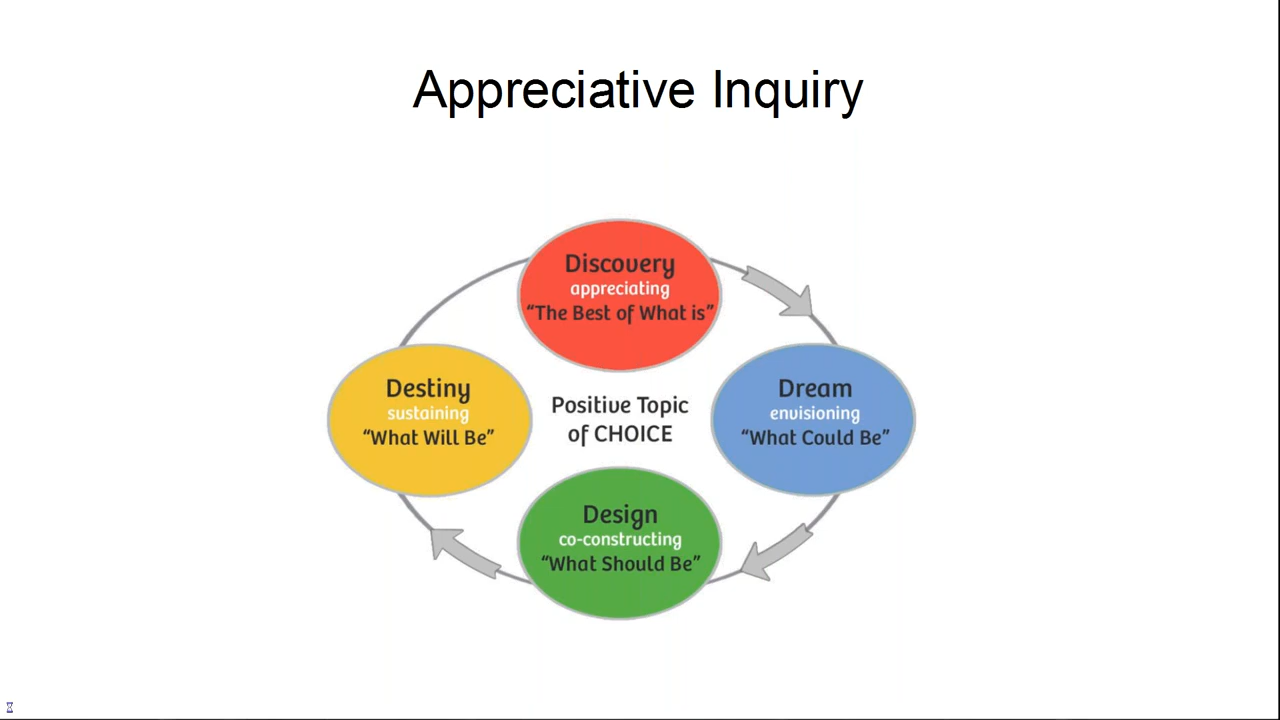 Appreciative Inquiry
Discovery
appreciating
“The Best of What is”
Destiny
sustaining
“What Will Be”
Positive Topic
of CHOICE
Dream
envisioning
“What Could Be”
Design
co-constructing
“What Should Be”